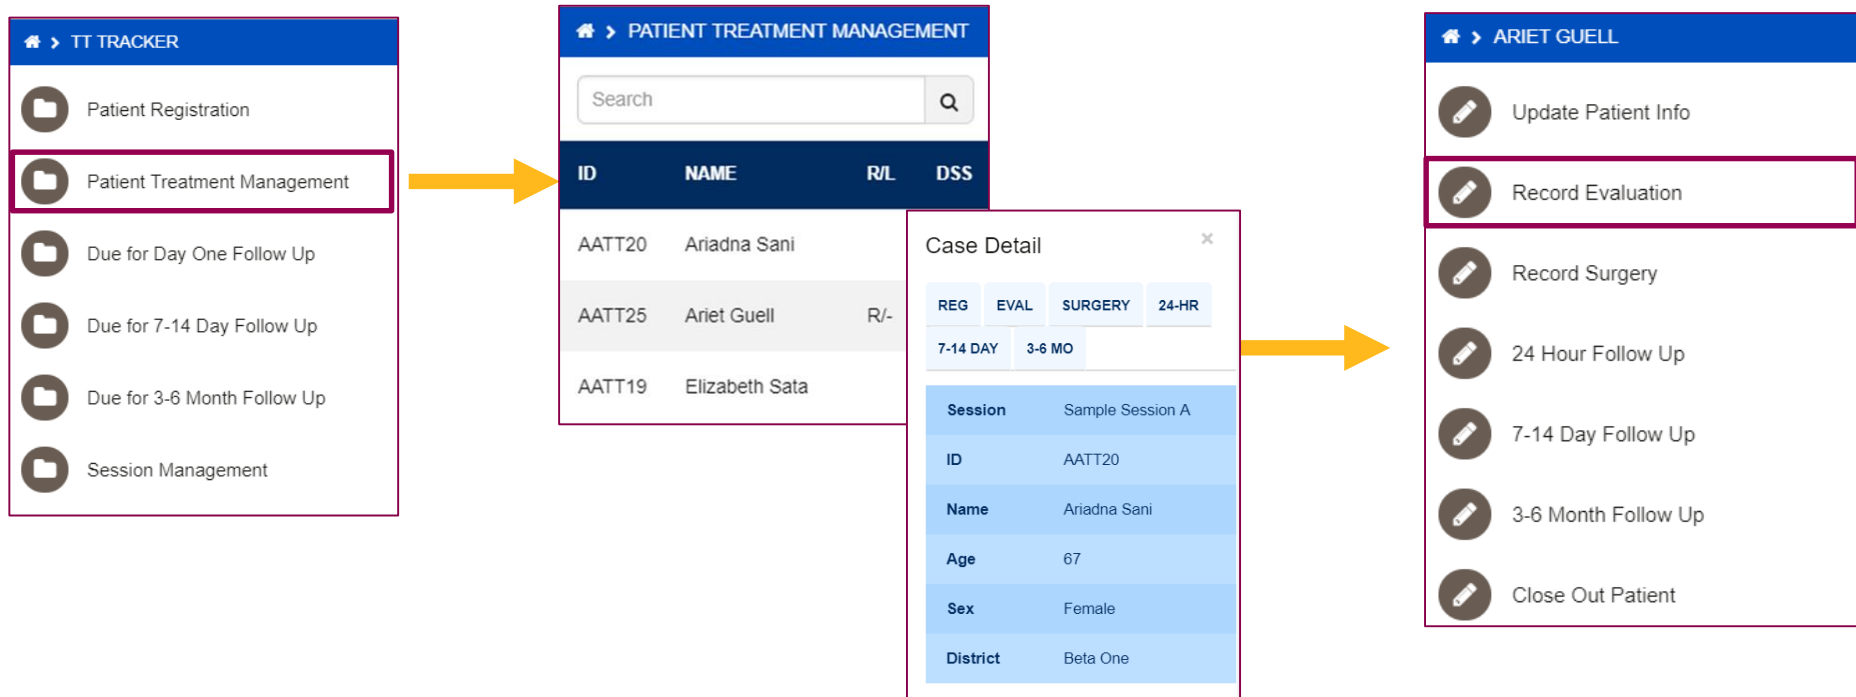 > TT TRACKER
Patient Registration
Patient Treatment Management
Due for Day One Follow Up
Due for 7-14 Day Follow Up
Due for 3-6 Month Follow Up
Session Management
> PATIENT TREATMENT MANAGEMENT
Search
ID NAME R/L DSS
AATT20 Ariadna Sani
AATT25 Ariet Guell R/-
AATT19 Elizabeth Sata
Case Detail ×
REG EVAL SURGERY 24-HR
7-14 DAY 3-6 MO
Session Sample Session A
ID AATT20
Name Ariadna Sani
Age 67
Sex Female
District Beta One
> ARIET GUELL
Update Patient Info
Record Evaluation
Record Surgery
24 Hour Follow Up
7-14 Day Follow Up
3-6 Month Follow Up
Close Out Patient